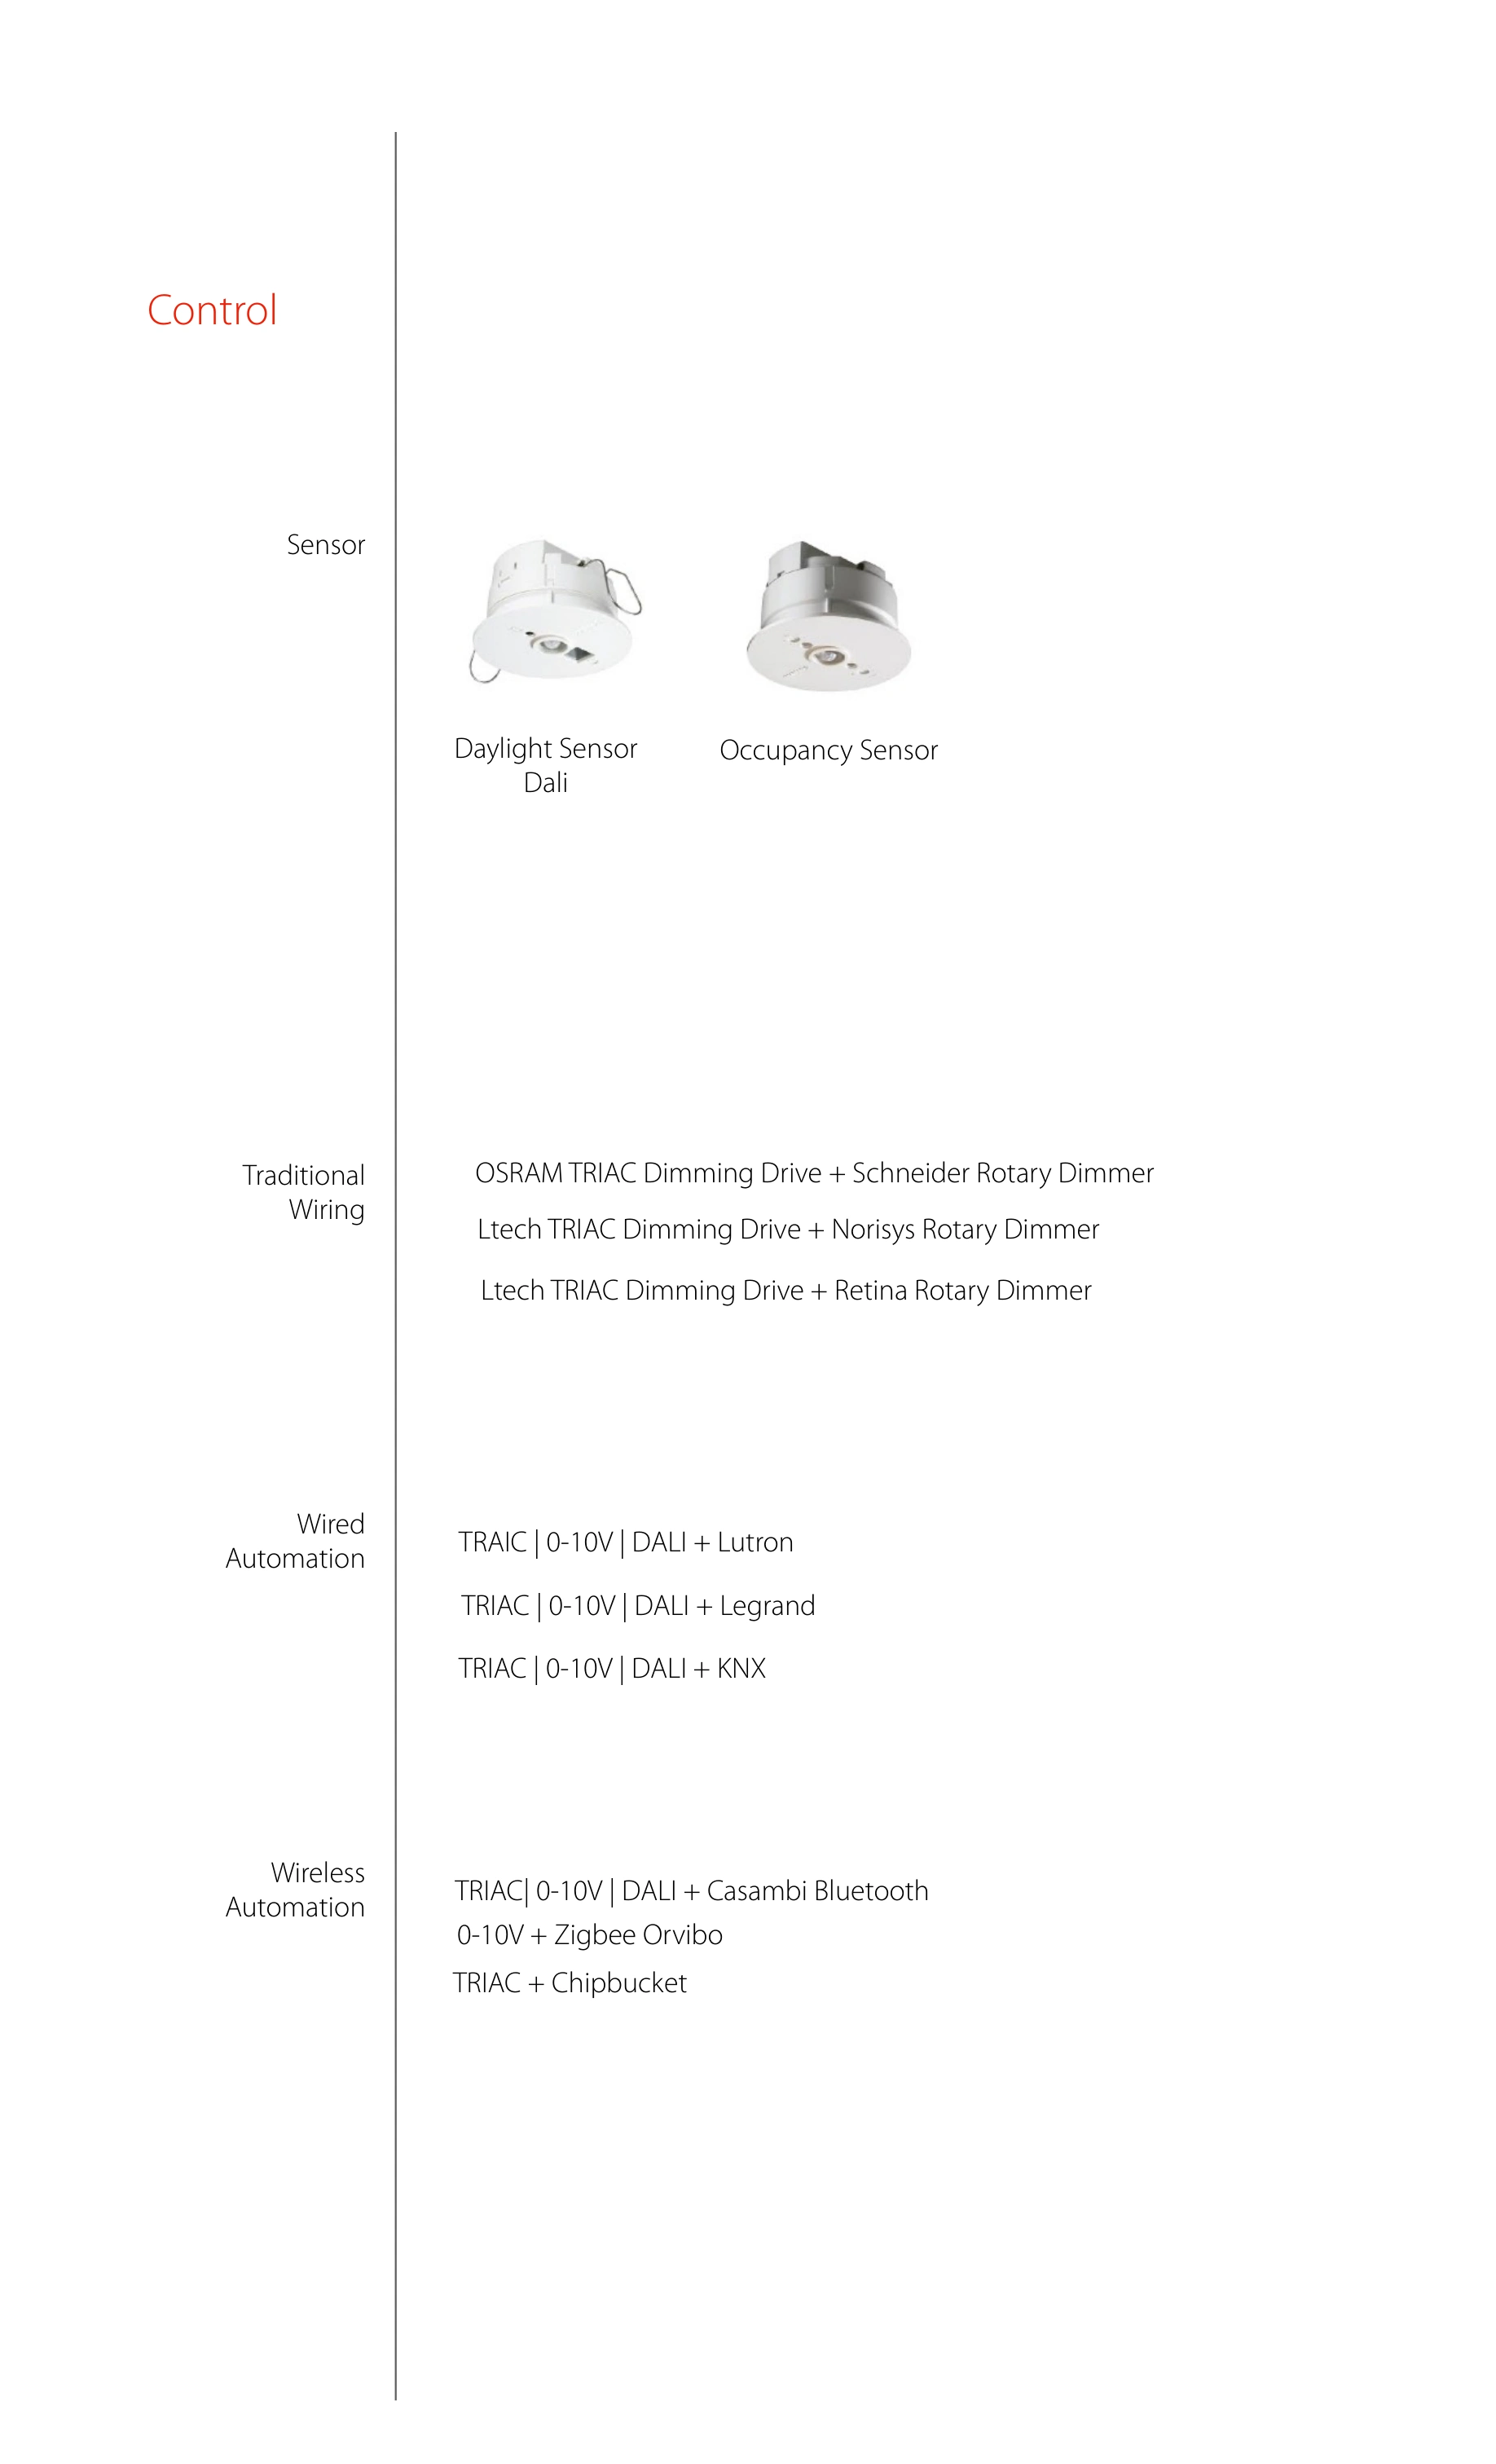 Control
Sensor
Daylight Sensor
Dali
Occupancy Sensor
Traditional
Wiring
OSRAM TRIAC Dimming Drive + Schneider Rotary Dimmer
Ltech TRIAC Dimming Drive + Norisys Rotary Dimmer
Ltech TRIAC Dimming Drive + Retina Rotary Dimmer
Wired
Automation
TRAIC | 0-10V | DALI + Lutron
TRIAC | 0-10V | DALI + Legrand
TRIAC | 0-10V | DALI + KNX
Wireless
Automation
TRIAC| 0-10V | DALI + Casambi Bluetooth
0-10V + Zigbee Orvibo
TRIAC + Chipbucket